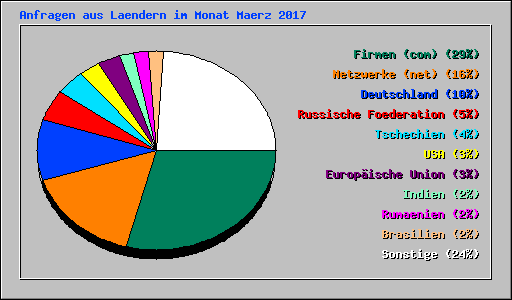 Anfragen aus Laendern im Monat Maerz 2017
Firmen (com) (29%)
Netzwerke (net) (16%)
Deutschland (10%)
Russische Foederation (5%)
Tschechien (4%)
USA (3%)
Europäische Union (3%)
Indien (2%)
Rumaenien (2%)
Brasilien (2%)
Sonstige (24%)